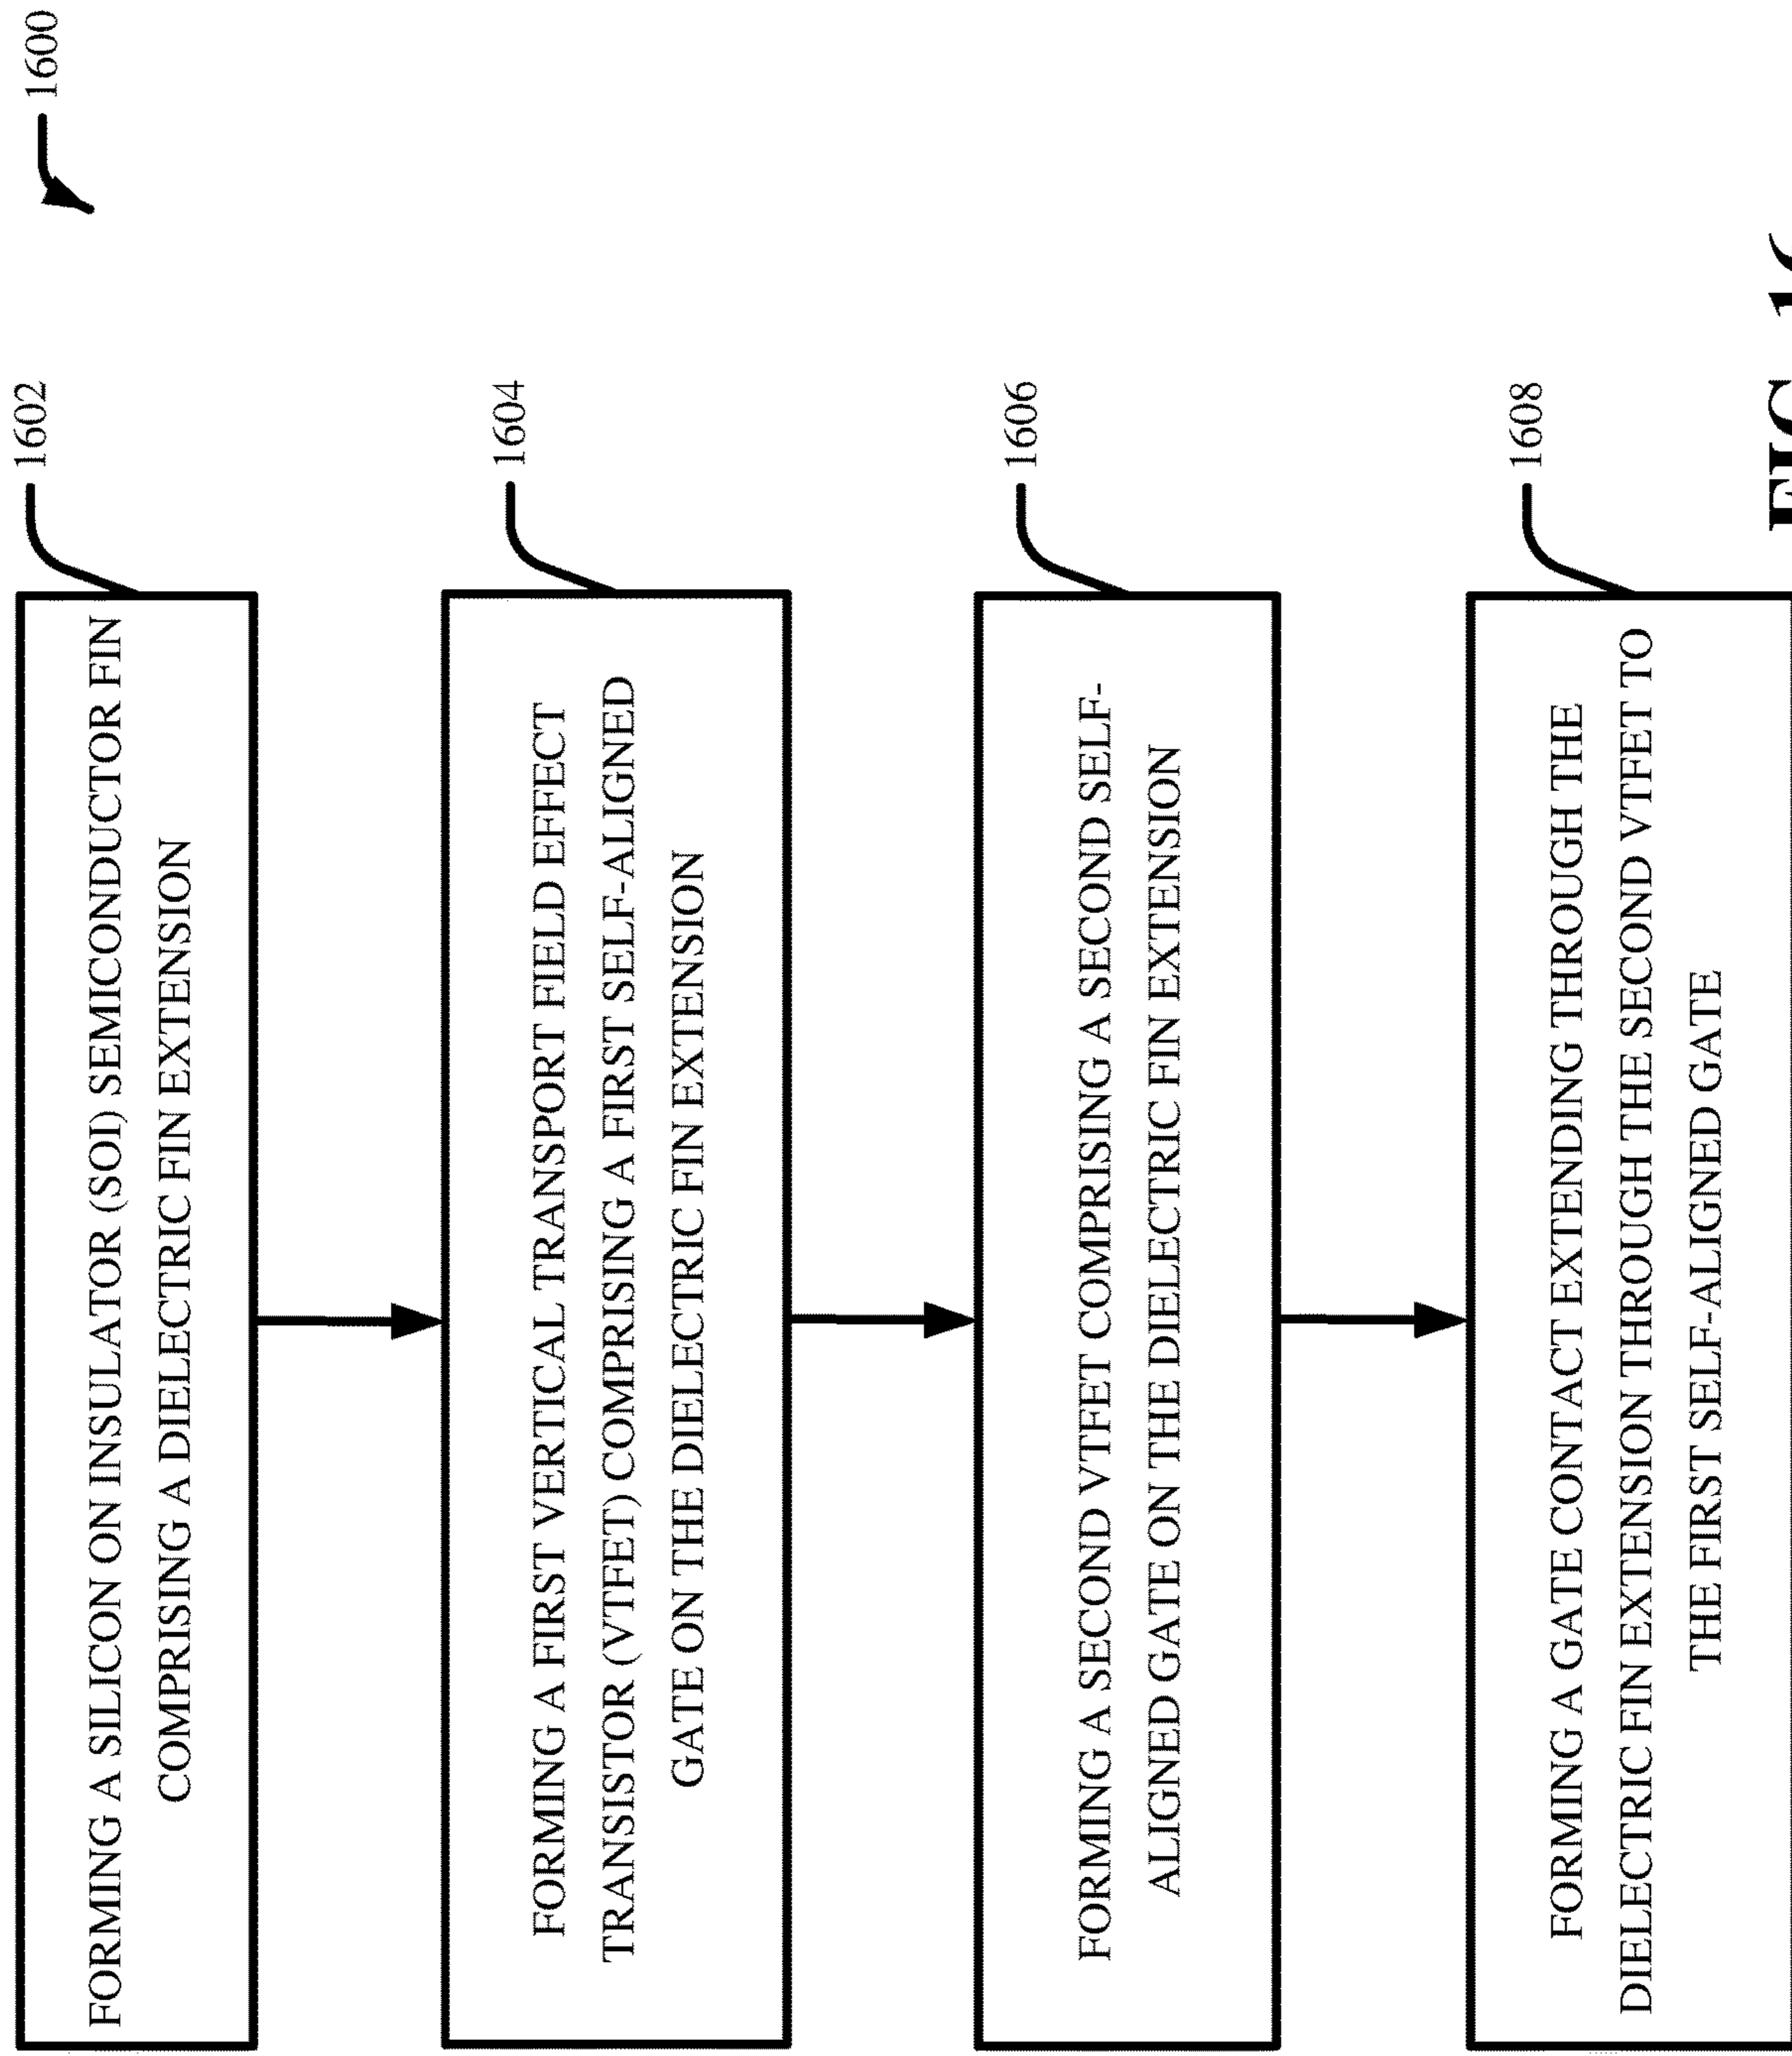 1600
1602
FORMING A SILICON ON INSULATOR (SOI) SEMICONDUCTOR FIN
COMPRISING A DIELECTRIC FIN EXTENSION
1604
FORMING A FIRST VERTICAL TRANSPORT FIELD EFFECT
TRANSISTOR (VTFET) COMPRISING A FIRST SELF-ALIGNED
GATE ON THE DIELECTRIC FIN EXTENSION
1606
FORMING A SECOND VTFET COMPRISING A SECOND SELF-
ALIGNED GATE ON THE DIELECTRIC FIN EXTENSION
1608
FORMING A GATE CONTACT EXTENDING THROUGH THE
DIELECTRIC FIN EXTENSION THROUGH THE SECOND VTFET TO
THE FIRST SELF-ALIGNED GATE